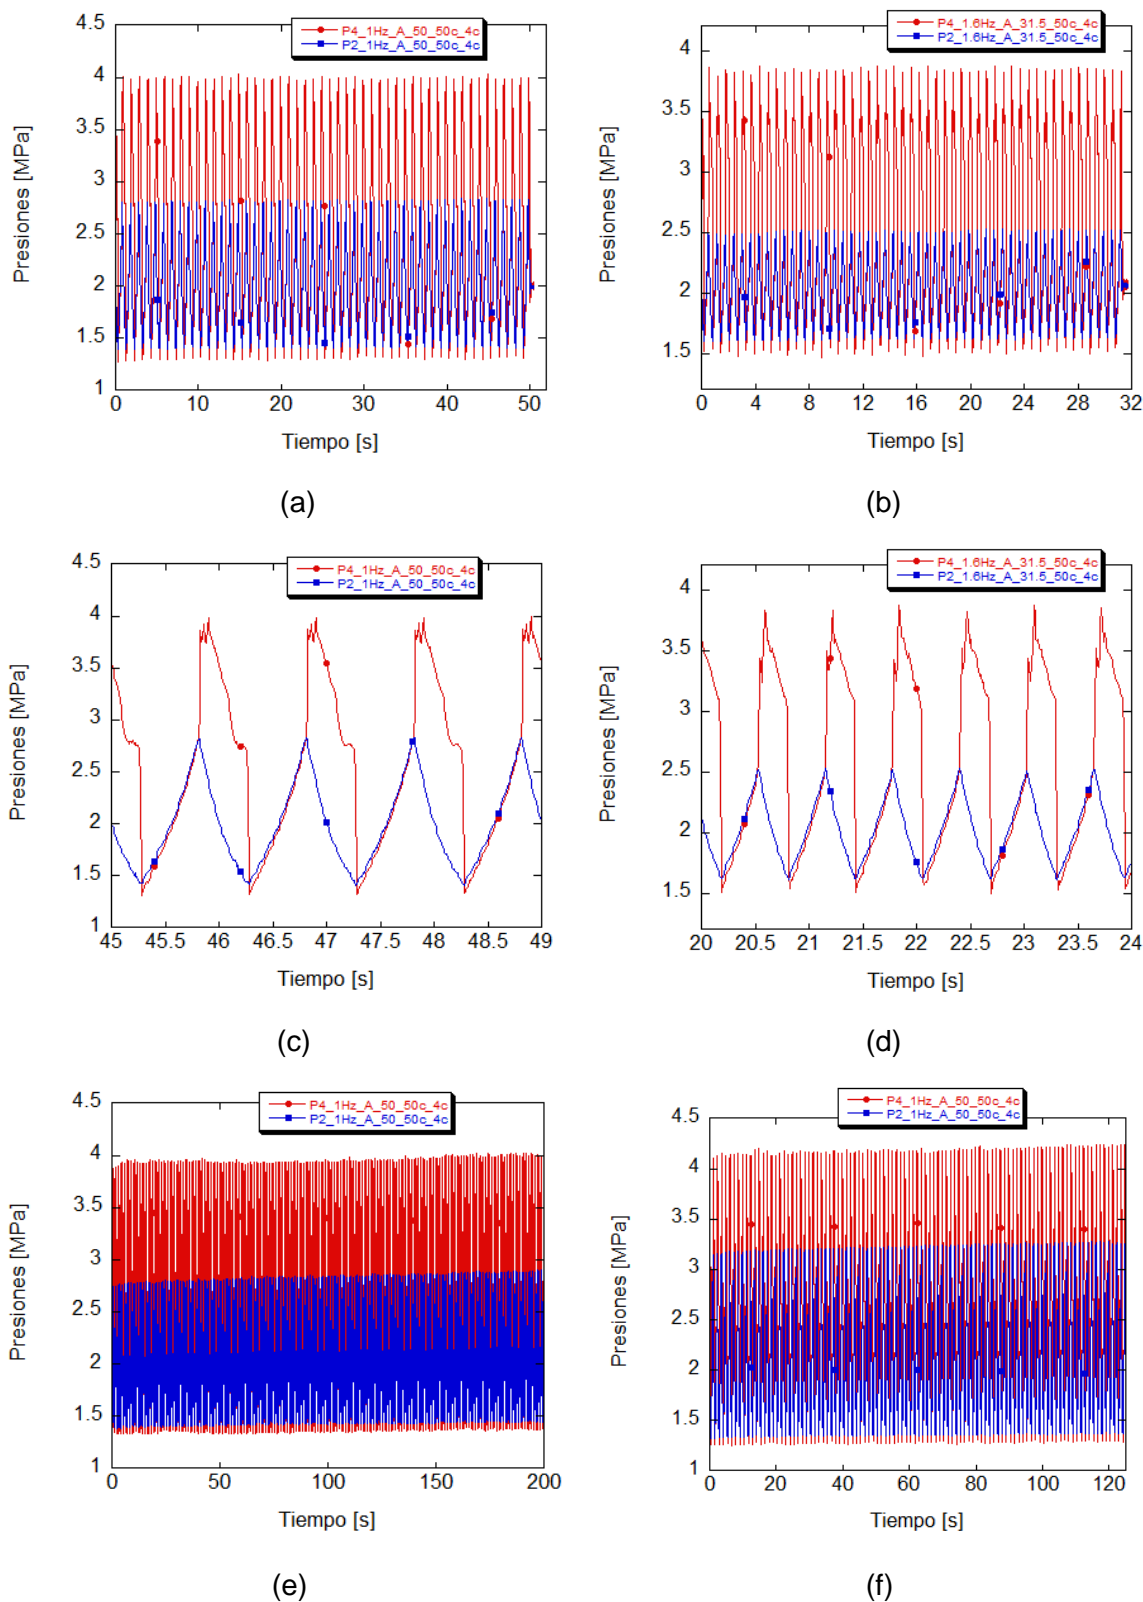 P4_1Hz_A_50_50c_4c
P2_1Hz_A_50_50c_4c
4.5
4
3.5
3
2.5
2
1.5
1
Presiones [MPa]
0 10 20 30 40 50
Tiempo [s]
(a)
P4_1.6Hz_A_31.5_50c_4c
P2_1.6Hz_A_31.5_50c_4c
4
3.5
3
2.5
2
1.5
Presiones [MPa]
0 4 8 12 16 20 24 28 32
Tiempo [s]
(b)
P4_1Hz_A_50_50c_4c
P2_1Hz_A_50_50c_4c
4.5
4
3.5
3
2.5
2
1.5
1
Presiones [MPa]
45 45.5 46 46.5 47 47.5 48 48.5 49
Tiempo [s]
(c)
P4_1.6Hz_A_31.5_50c_4c
P2_1.6Hz_A_31.5_50c_4c
4
3.5
3
2.5
2
1.5
Presiones [MPa]
20 20.5 21 21.5 22 22.5 23 23.5 24
Tiempo [s]
(d)
P4_1Hz_A_50_50c_4c
P2_1Hz_A_50_50c_4c
4.5
4
3.5
3
2.5
2
1.5
1
Presiones [MPa]
0 50 100 150 200
Tiempo [s]
(e)
P4_1Hz_A_50_50c_4c
P2_1Hz_A_50_50c_4c
4.5
4
3.5
3
2.5
2
1.5
1
Presiones [MPa]
0 20 40 60 80 100 120
Tiempo [s]
(f)